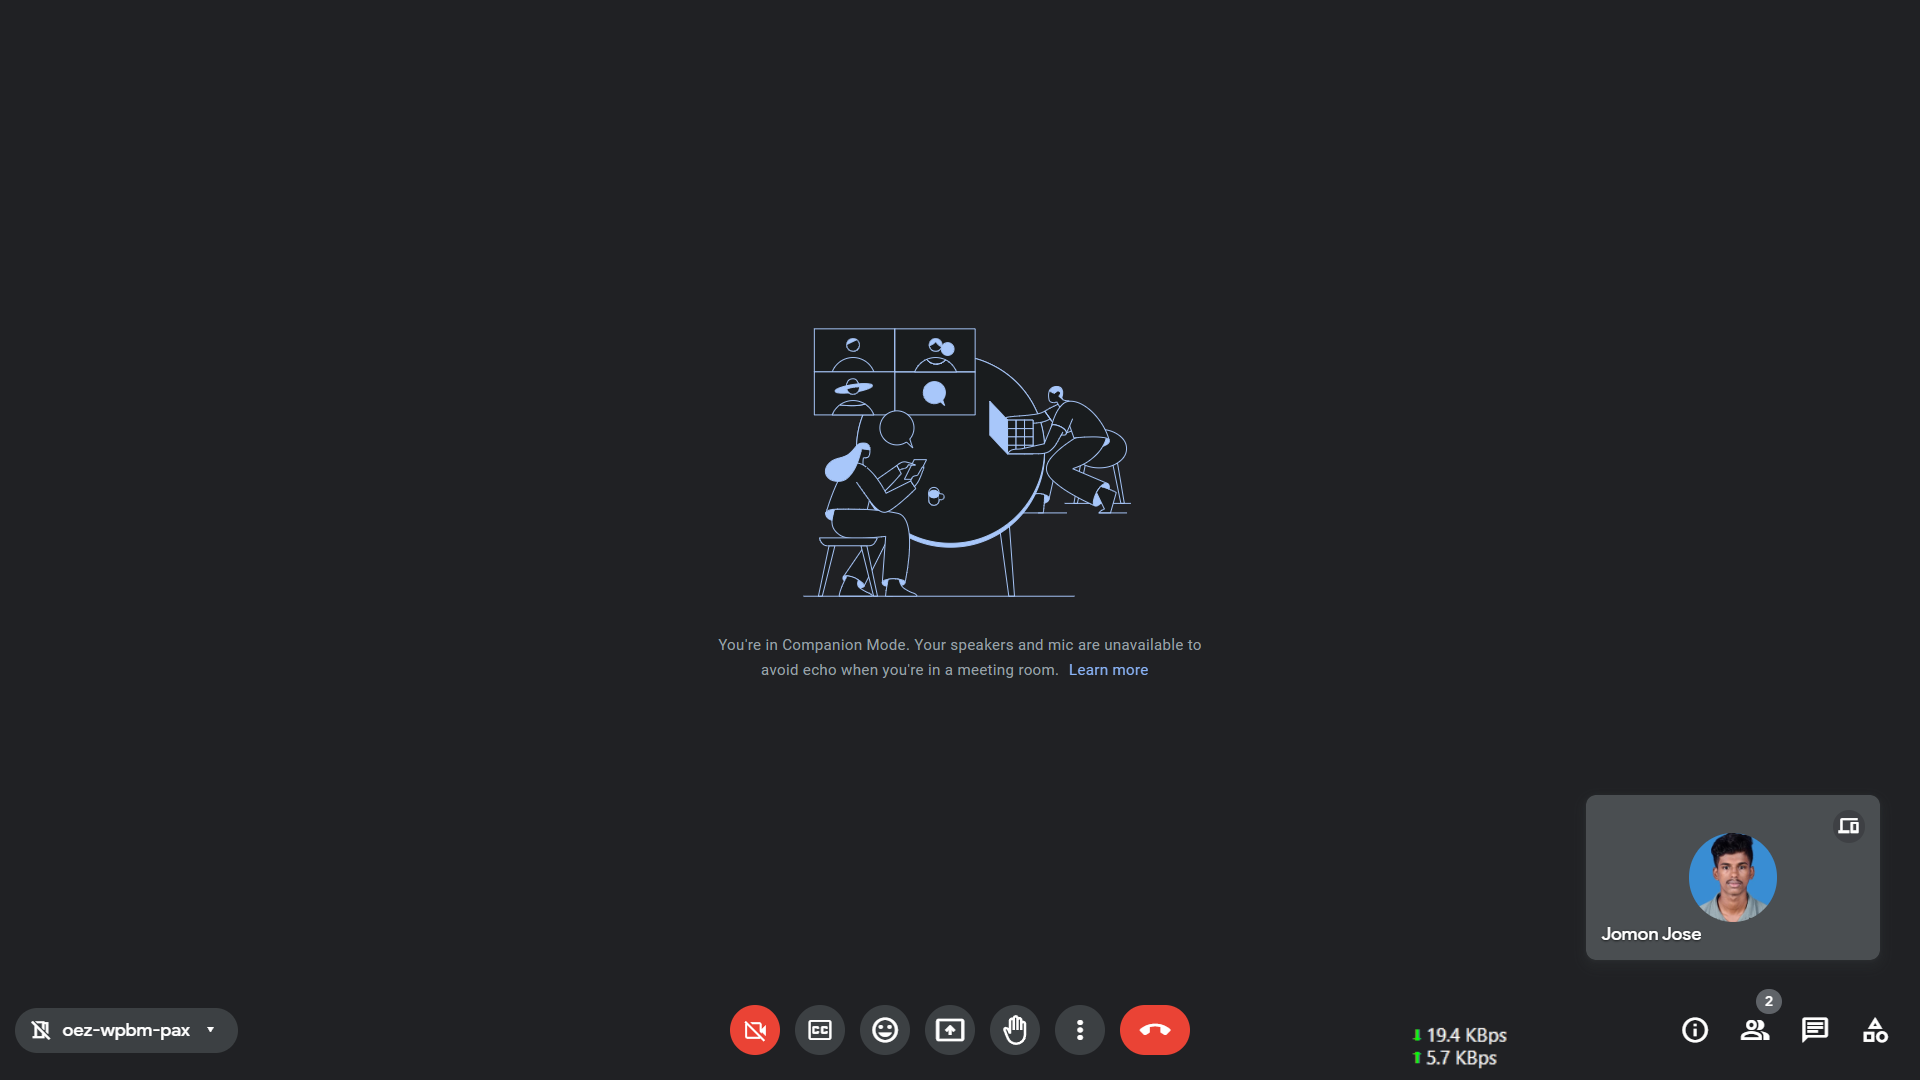 You're in Companion Mode. Your speakers and mic are unavailable to
avoid echo when you're in a meeting room. Learn more
Jomon Jose
2
oez-wpbm-pax
CC
19.4 KBps
5.7 KBps